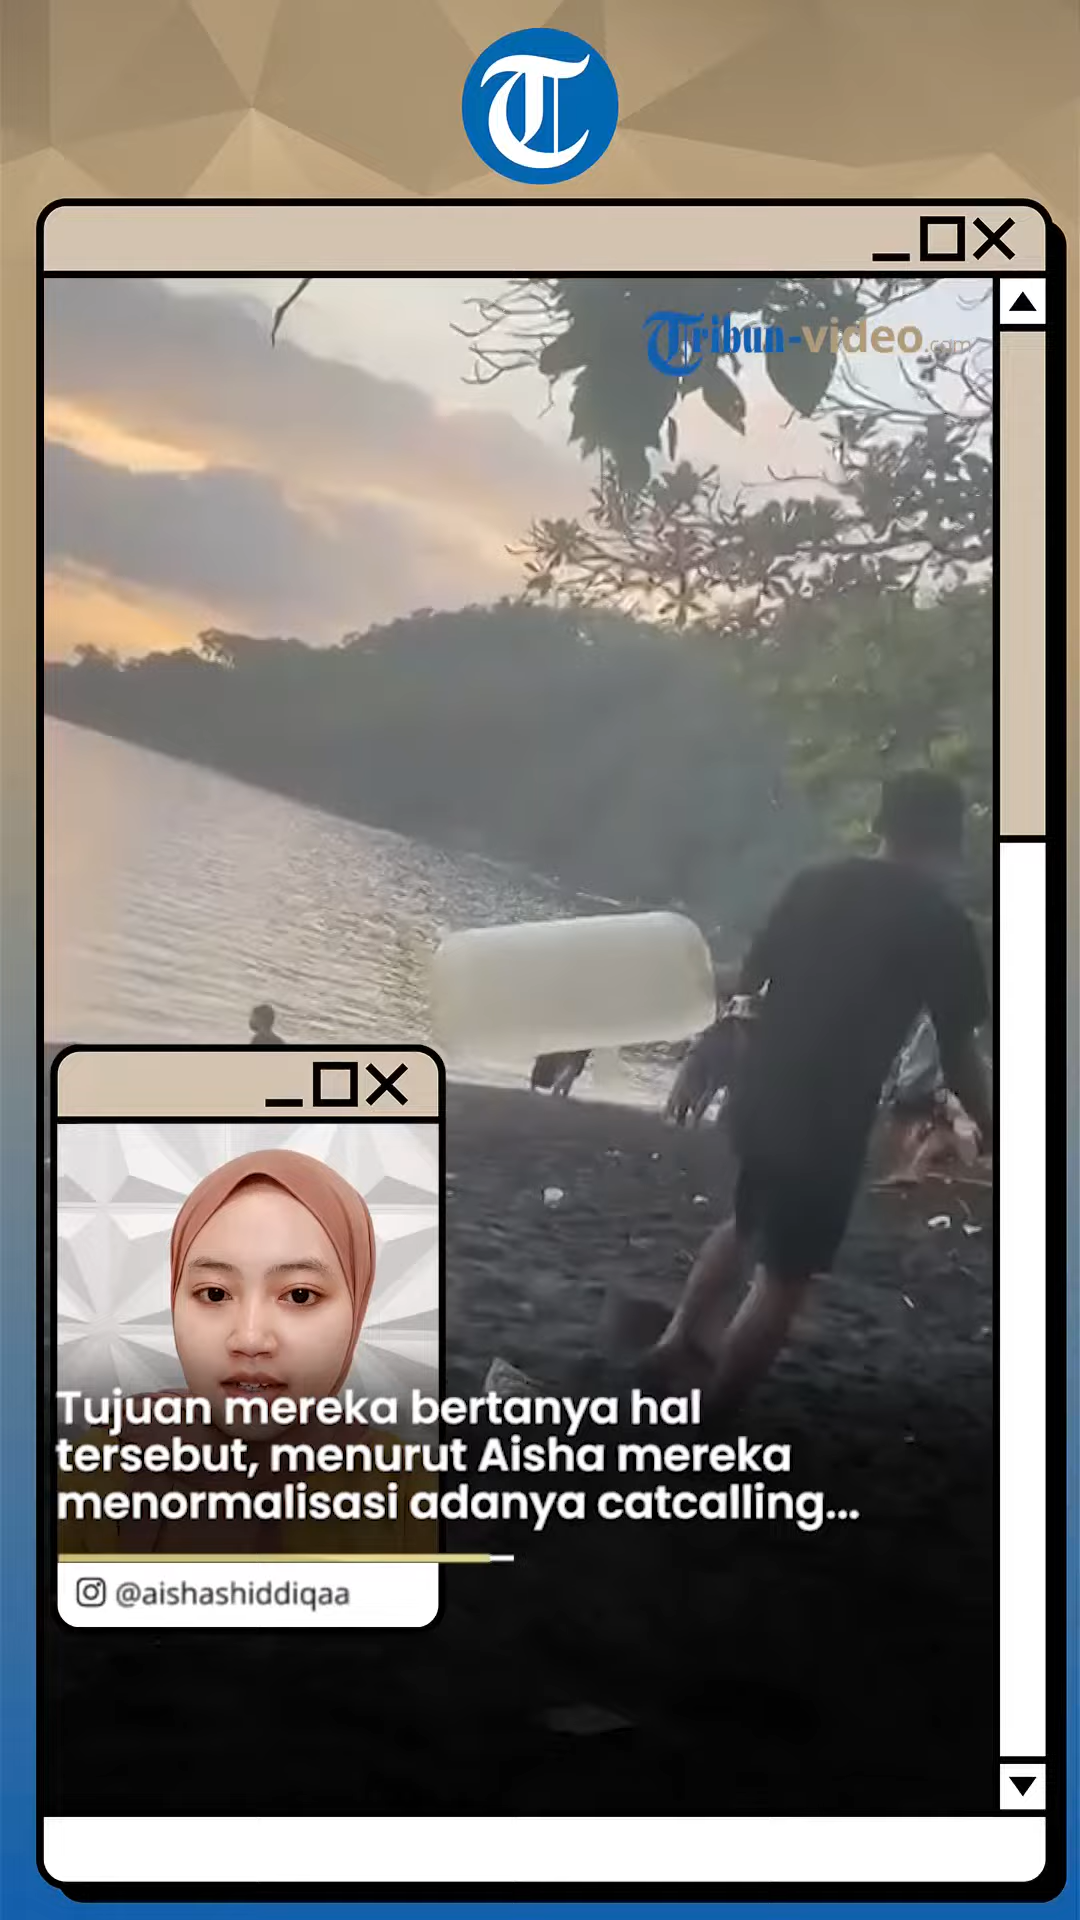 T
Tribun-video.com
Tujuan mereka bertanya hal
tersebut, menurut Aisha mereka
menormalisasi adanya catcalling...
@aishashiddiqaa